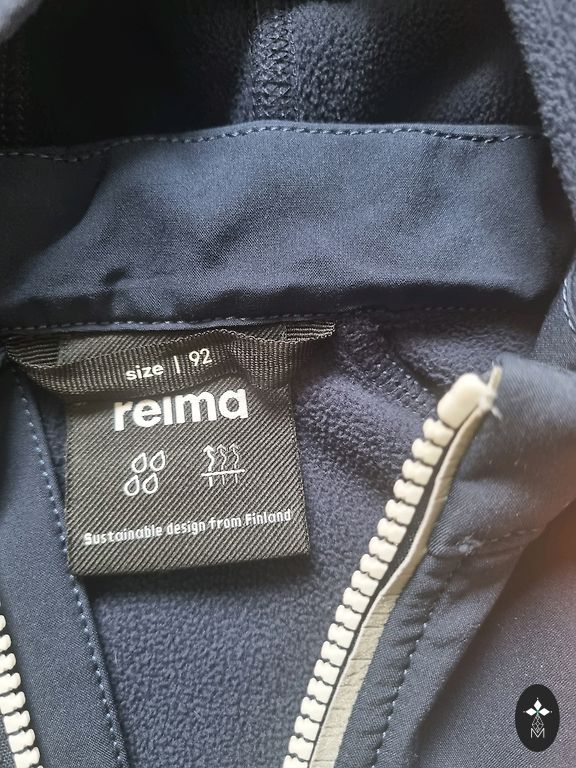 size | 92
reima
Sustainable design from Finland
M